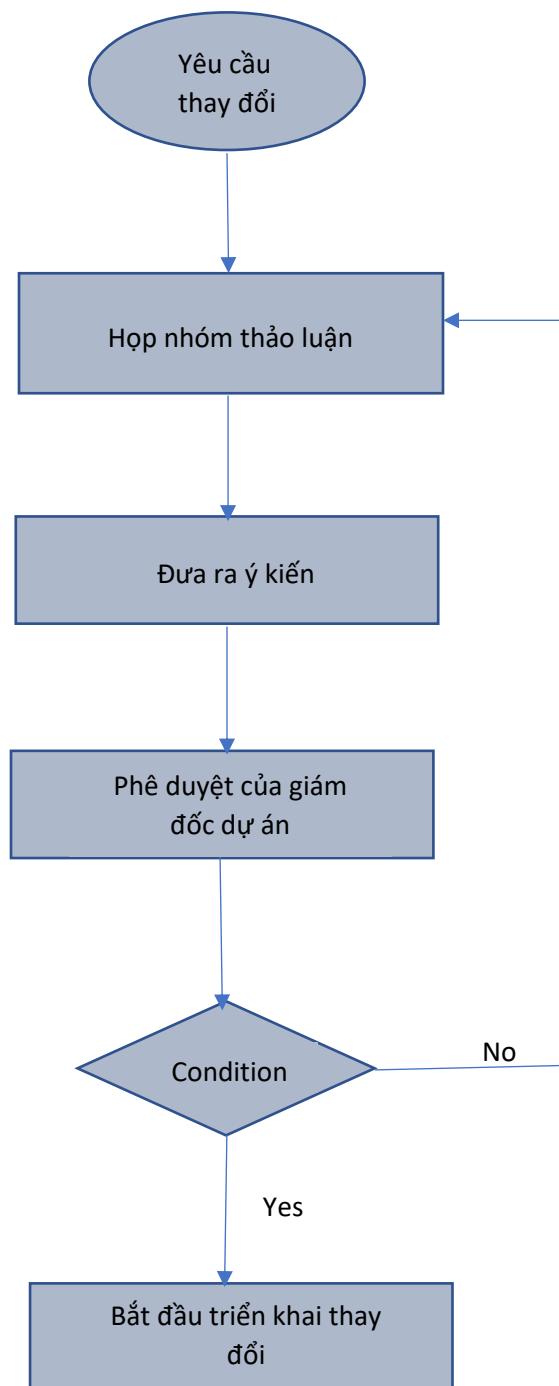 Yêu cầu
thay đổi
Họp nhóm thảo luận
Đưa ra ý kiến
Phê duyệt của giám
đốc dự án
Condition
No
Yes
Bắt đầu triển khai thay
đổi